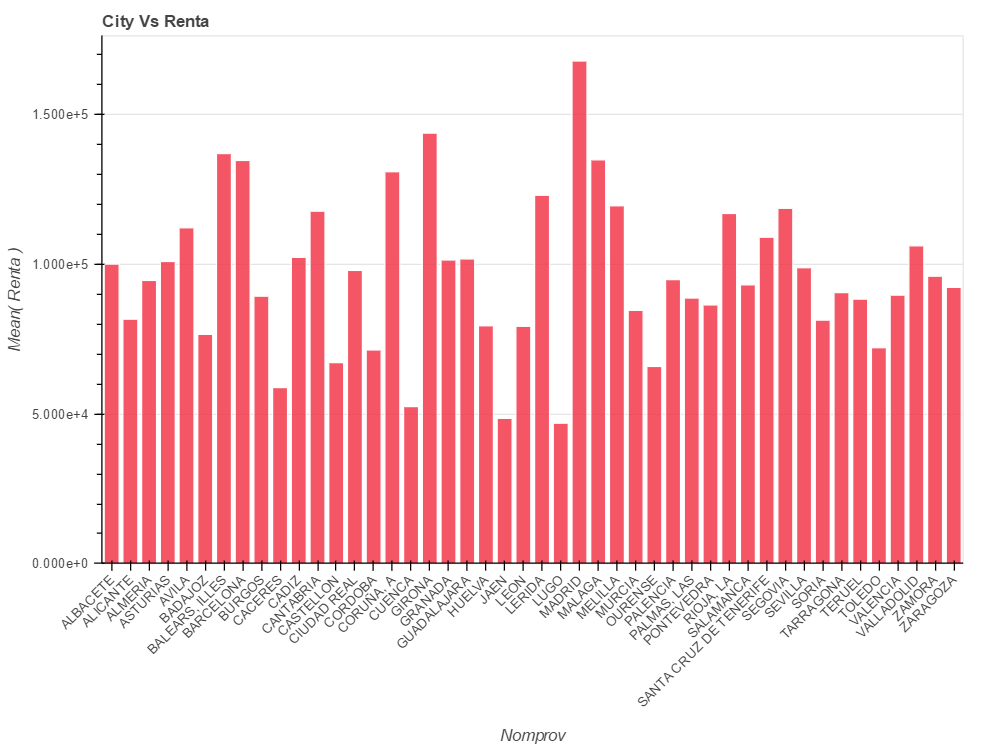 City Vs Renta
Mean( Renta )
1.500e+5
1.000e+5
5.000e+4
0.000e+0
ALBACETE
ALICANTE
ALMERIA
ASTURIAS
AVILA
BADAJOZ
BALEARS, ILLES
BARCELONA
BURGOS
CACERES
CADIZ
CANTABRIA
CASTELLON
CIUDAD REAL
CORDOBA
CORUÑA, A
CUENCA
GIRONA
GRANADA
GUADALAJARA
HUELVA
JAEN
LEON
LERIDA
LUGO
MADRID
MALAGA
MELILLA
MURCIA
OURENSE
PALENCIA
PALMAS, LAS
PONTEVEDRA
RIOJA, LA
SALAMANCA
SANTA CRUZ DE TENERIFE
SEGOVIA
SEVILLA
SORIA
TARRAGONA
TERUEL
TOLEDO
VALENCIA
VALLADOLID
ZAMORA
ZARAGOZA
Nomprov